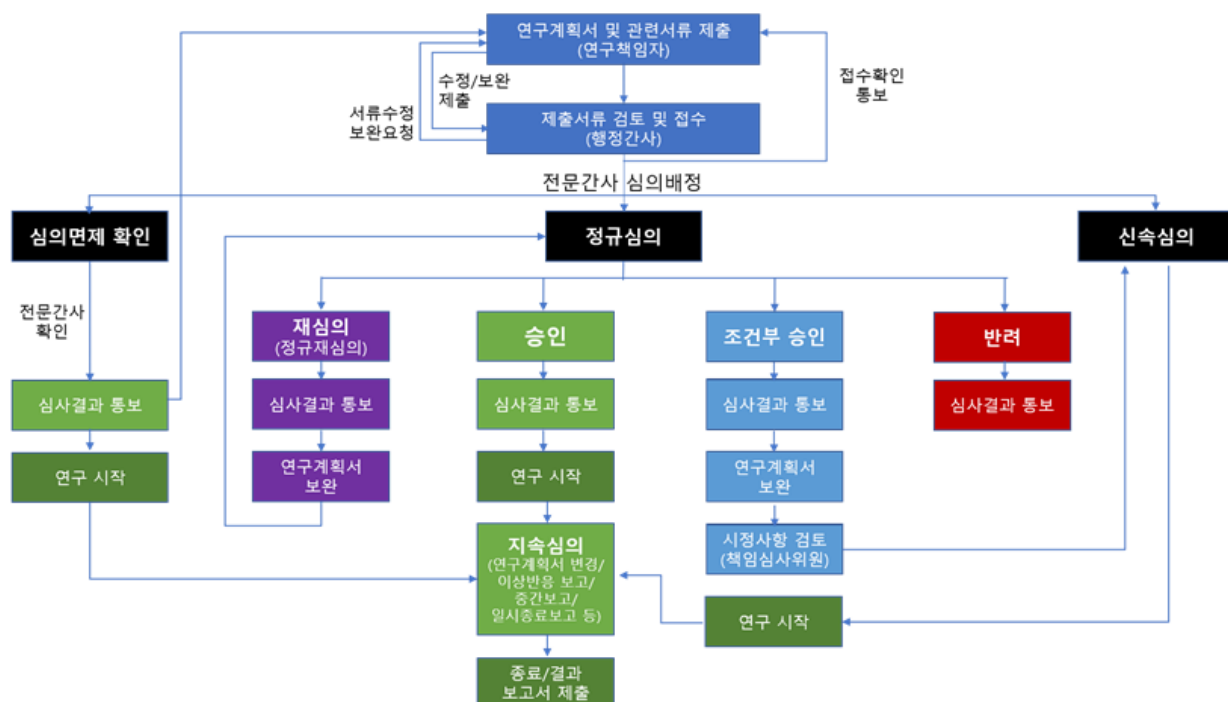 연구계획서 및 관련서류 제출
(연구책임자)
수정/보완
제출
접수확인
통보
서류수정
보완요청
제출서류 검토 및 접수
(행정간사)
전문간사 심의배정
심의면제 확인
정규심의
신속심의
전문간사
확인
재심의
(정규재심의)
승인
조건부 승인
반려
심사결과 통보
심사결과 통보
심사결과 통보
심사결과 통보
심사결과 통보
연구 시작
연구계획서
보완
연구 시작
연구계획서
보완
지속심의
(연구계획서 변경/
이상반응 보고/
중간보고/
일시종료보고 등)
시정사항 검토
(책임심사위원)
연구 시작
종료/결과
보고서 제출